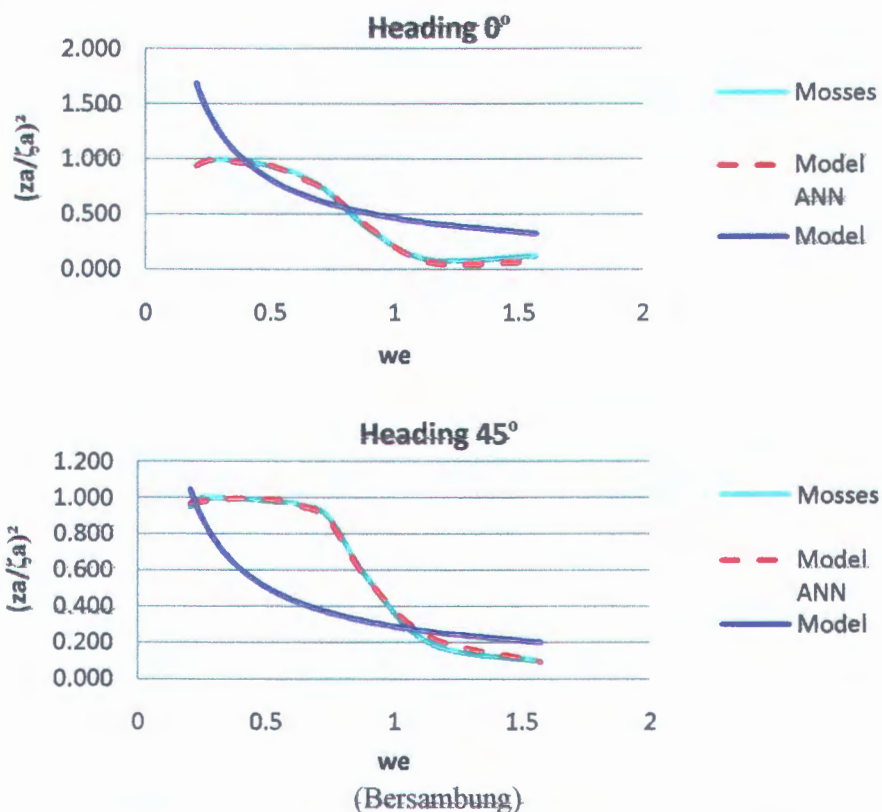 Heading 0º
2.000
1.500
1.000
0.500
0.000
(za/ζa)²
0
0.5
1
1.5
2
we
Mosses
Model
ANN
Model
Heading 45º
1.200
1.000
0.800
0.600
0.400
0.200
0.000
(za/ζa)²
0
0.5
1
1.5
2
we
Mosses
Model
ANN
Model
(Bersambung)